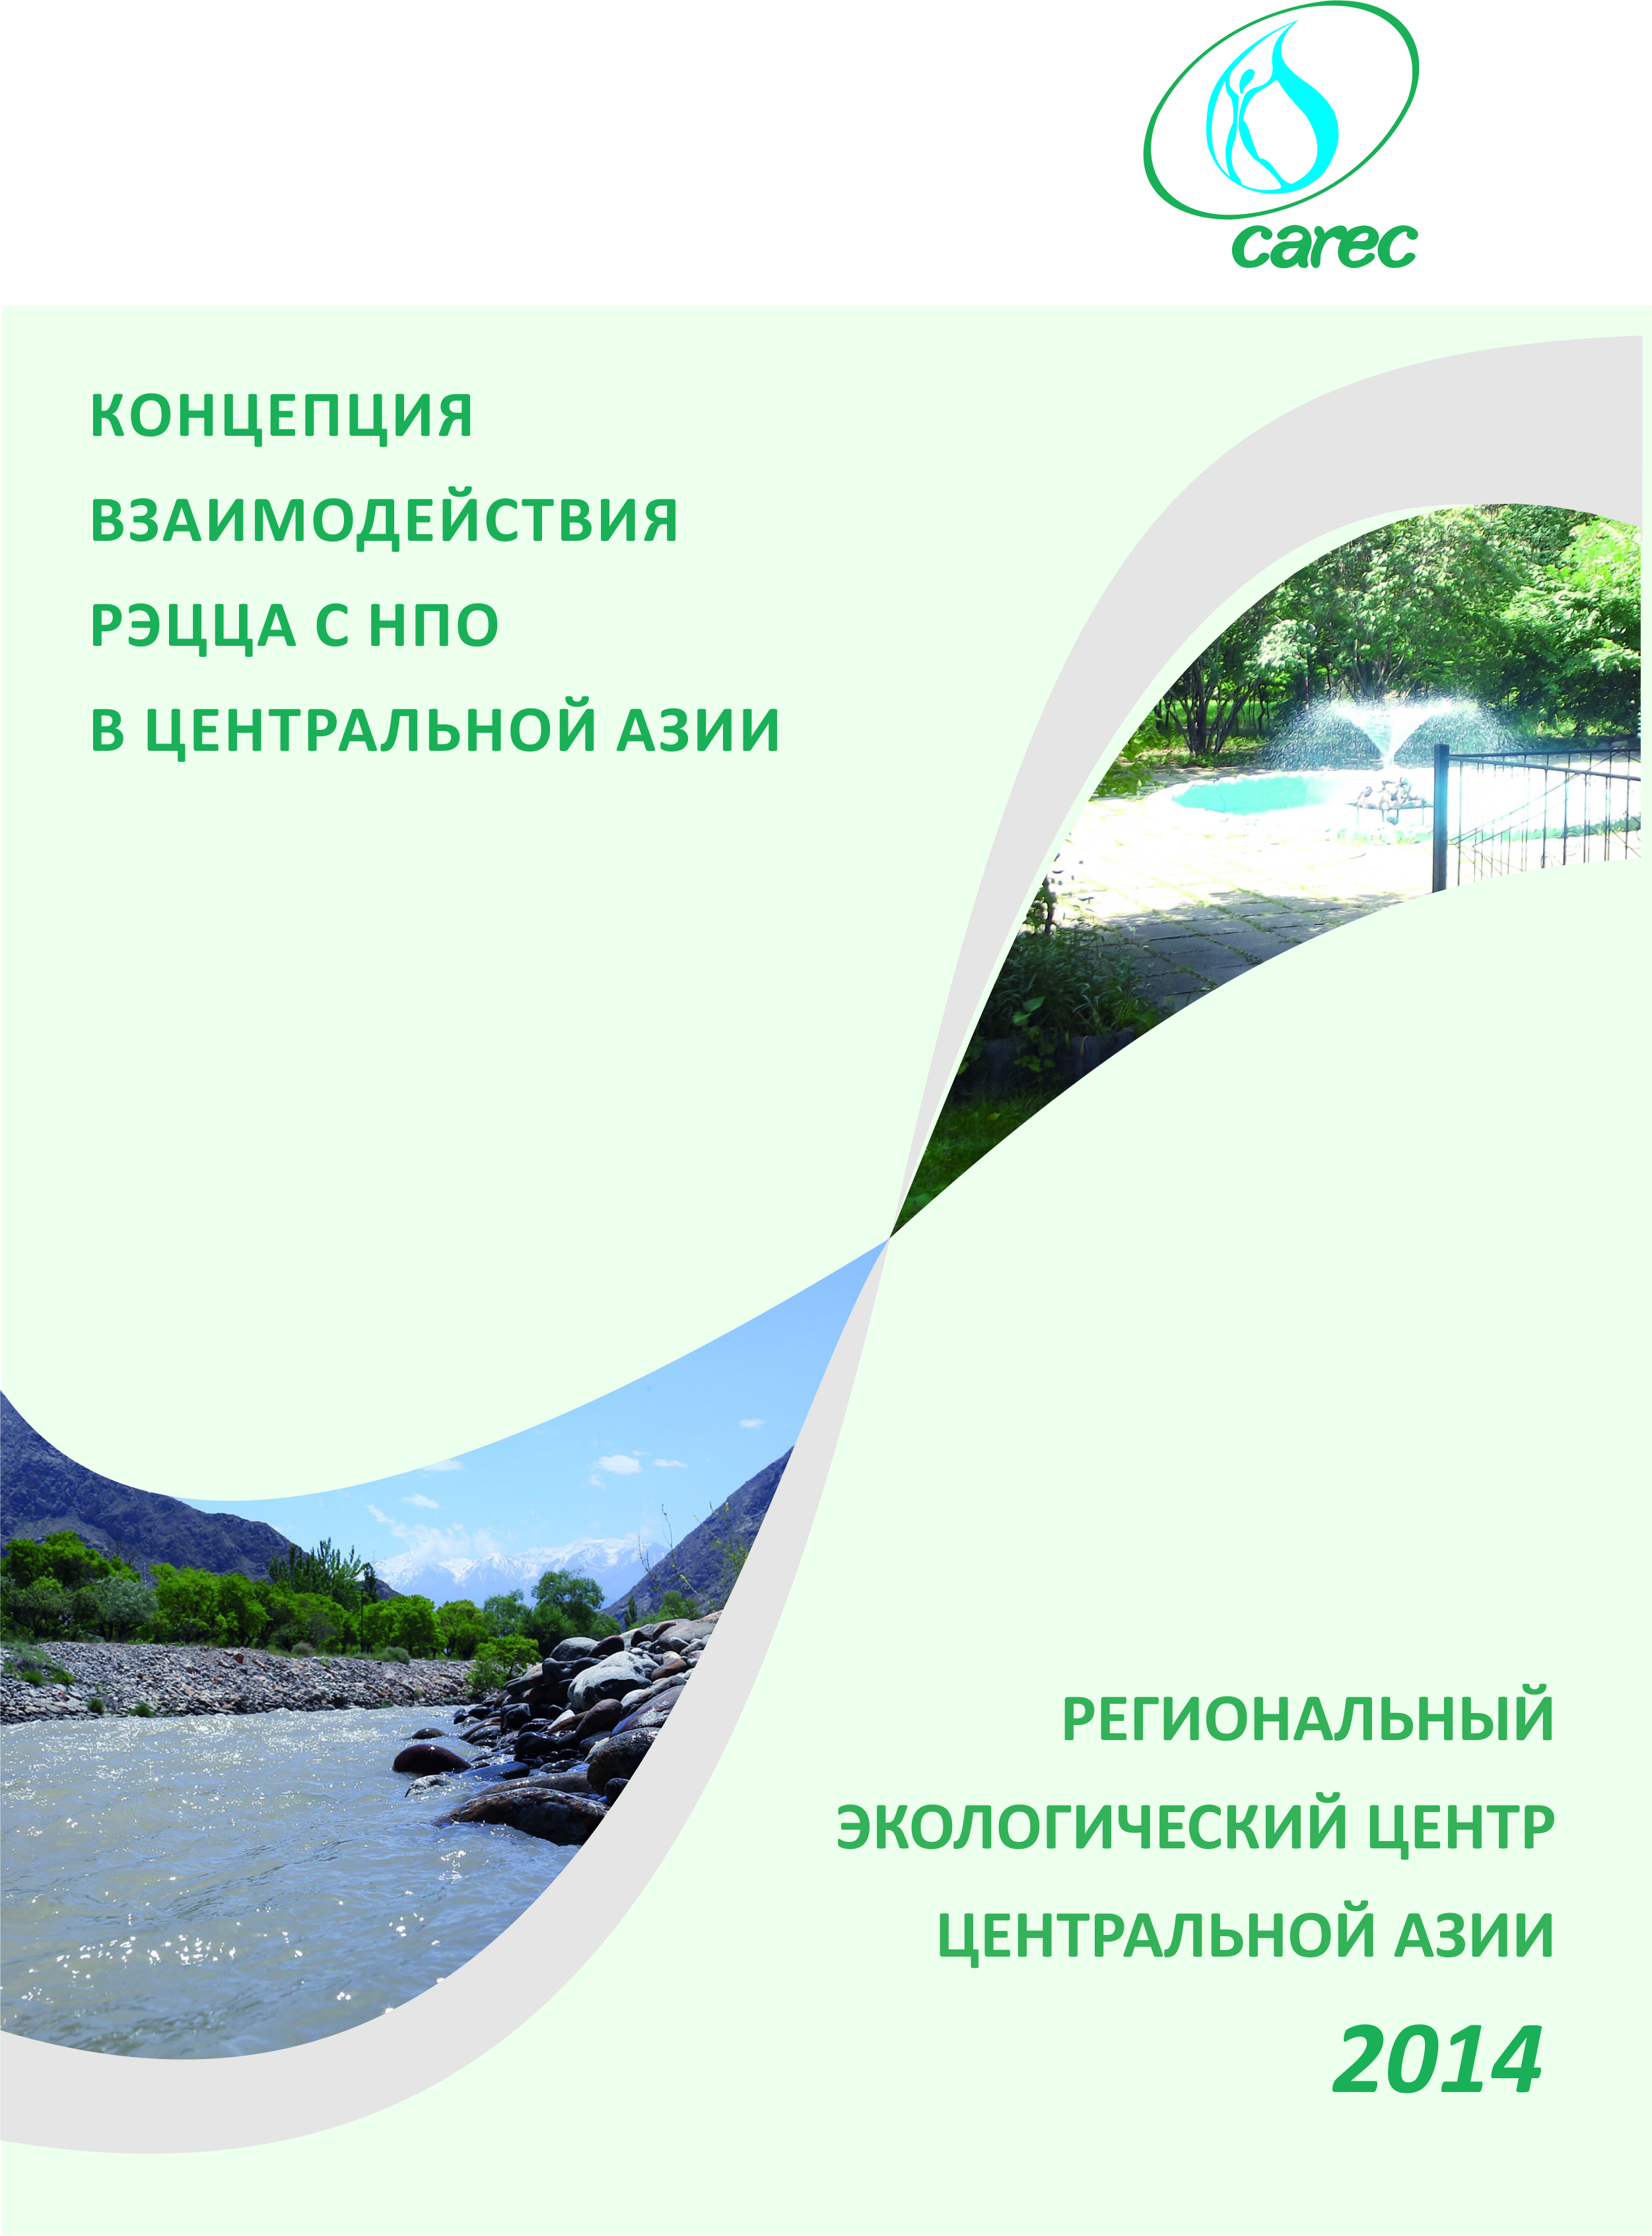 carec
КОНЦЕПЦИЯ
ВЗАИМОДЕЙСТВИЯ
РЭЦЦА С НПО
В ЦЕНТРАЛЬНОЙ АЗИИ
РЕГИОНАЛЬНЫЙ
ЭКОЛОГИЧЕСКИЙ ЦЕНТР
ЦЕНТРАЛЬНОЙ АЗИИ
2014